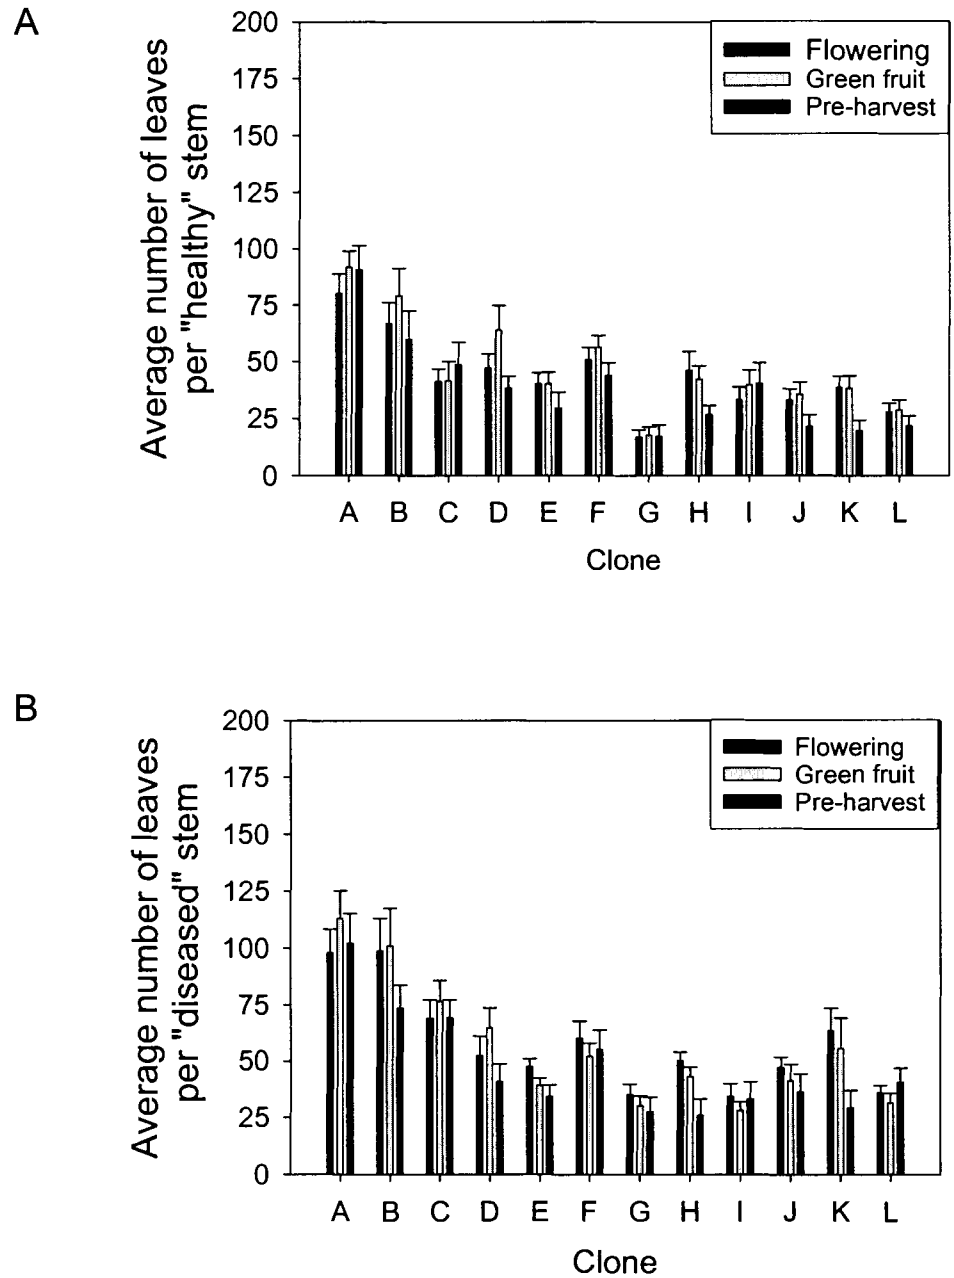 A
Average number of leaves
per "healthy" stem
200
175
150
125
100
75
50
25
0
Flowering
Green fruit
Pre-harvest
A B C D E F G H I J K L
Clone
B
Average number of leaves
per "diseased" stem
200
175
150
125
100
75
50
25
0
Flowering
Green fruit
Pre-harvest
A B C D E F G H I J K L
Clone